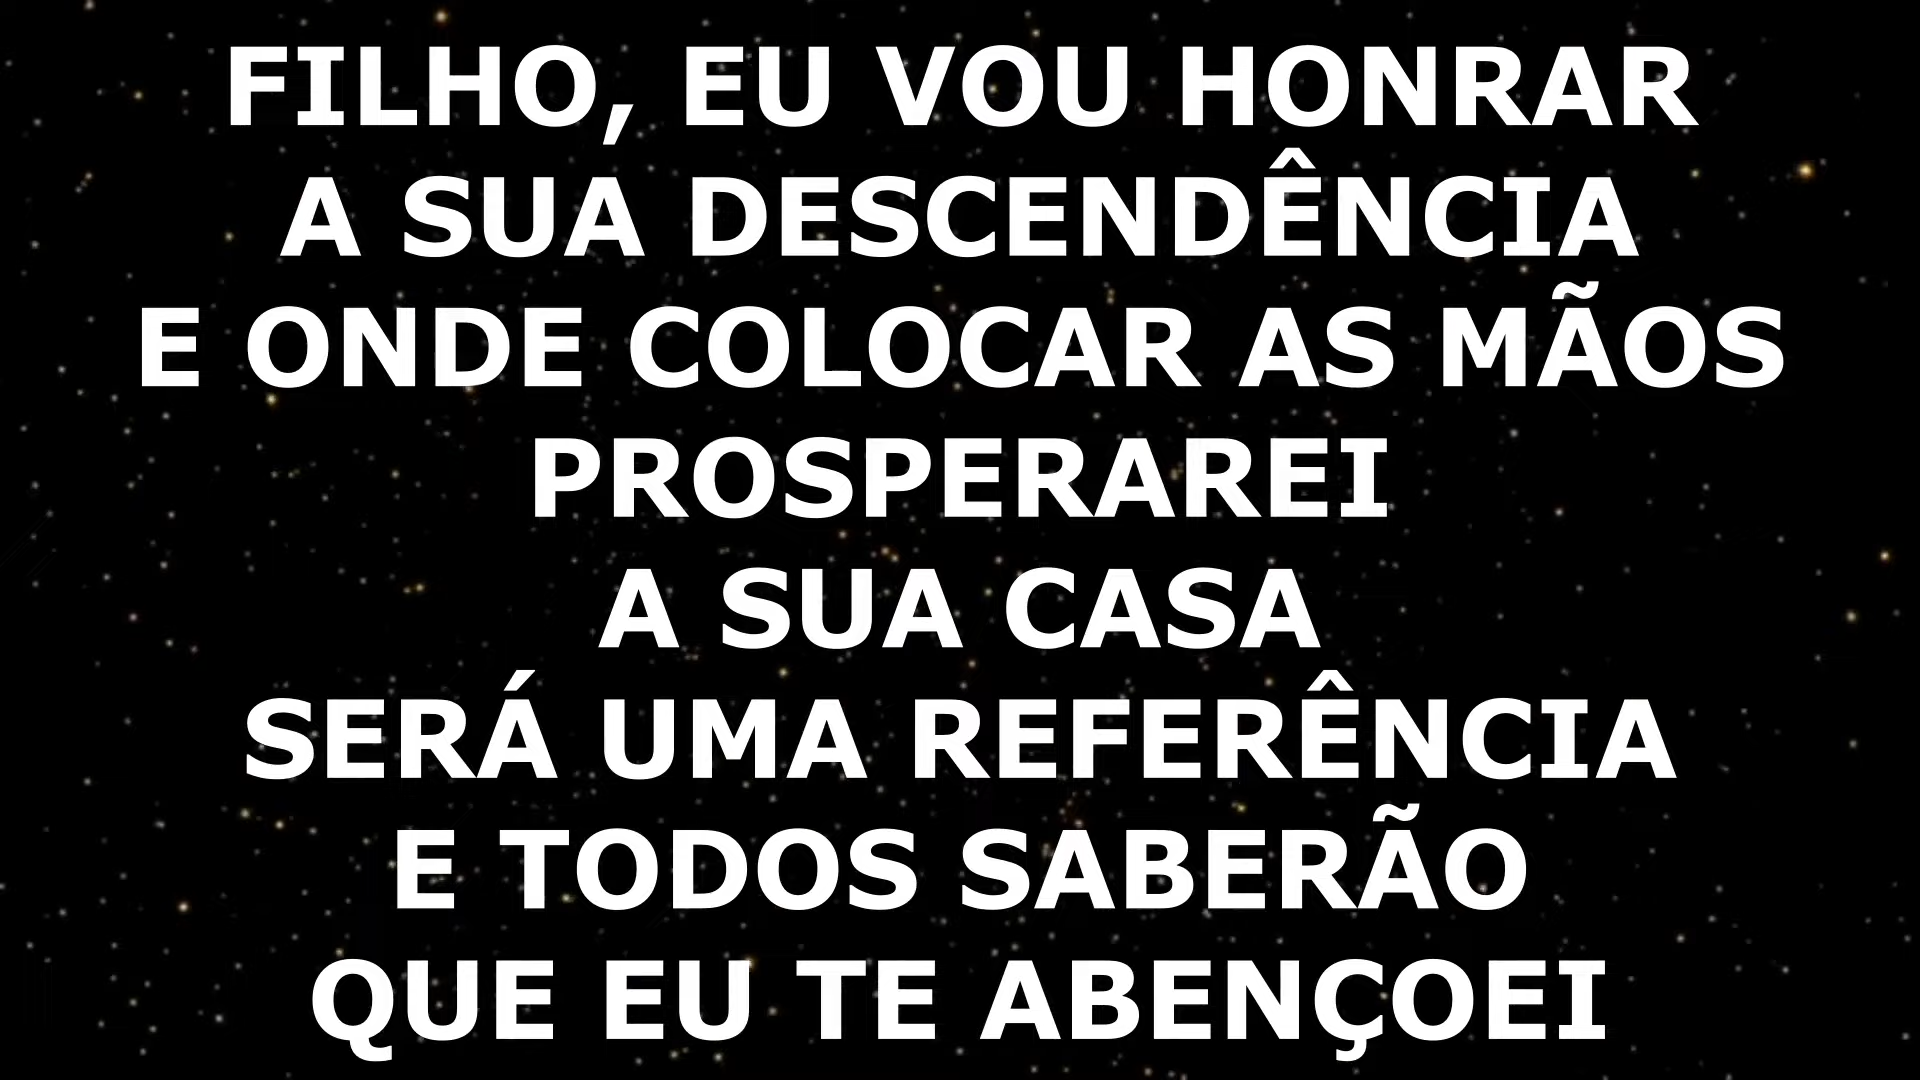 FILHO, EU VOU HONRAR
A SUA DESCENDÊNCIA
E ONDE COLOCAR AS MÃOS
PROSPERAREI
A SUA CASA
SERÁ UMA REFERÊNCIA
E TODOS SABERÃO
QUE EU TE ABENÇOEI